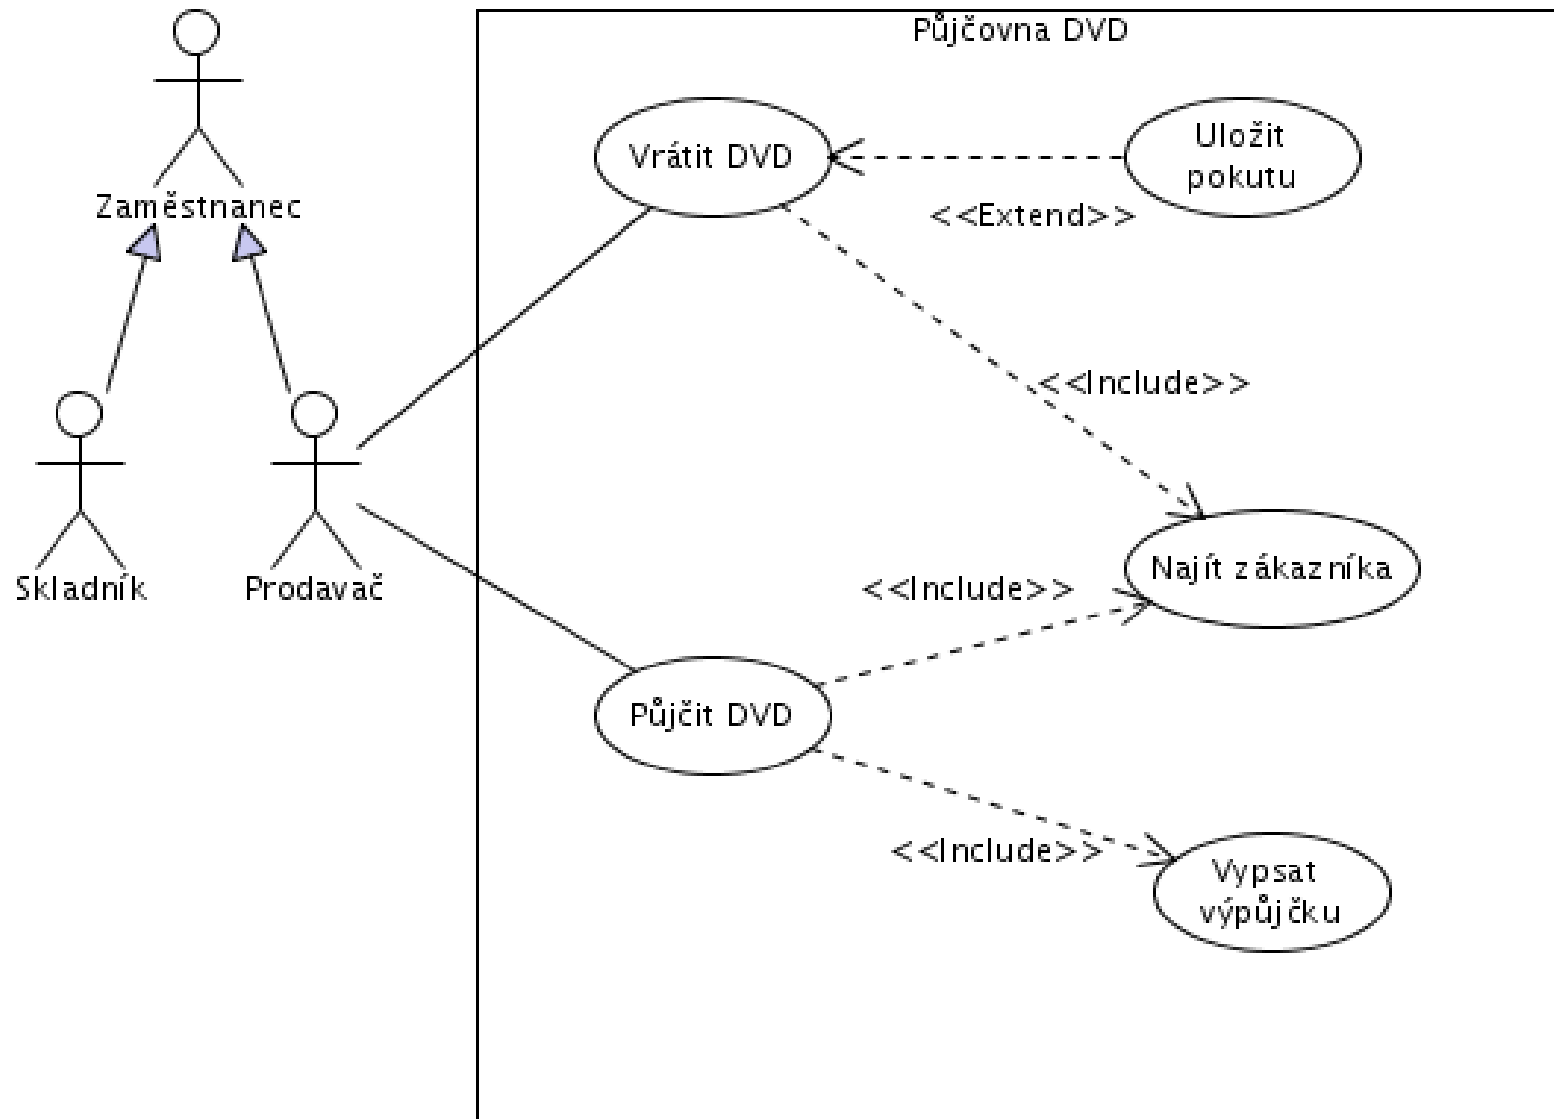 Půjčovna DVD
Zaměstnanec
Vrátit DVD
Uložit
pokutu
<<Extend>>
<<Include>>
Skladník
Prodavač
<<Include>>
Najít zákazníka
Půjčit DVD
<<Include>>
Vypsat
výpůjčku